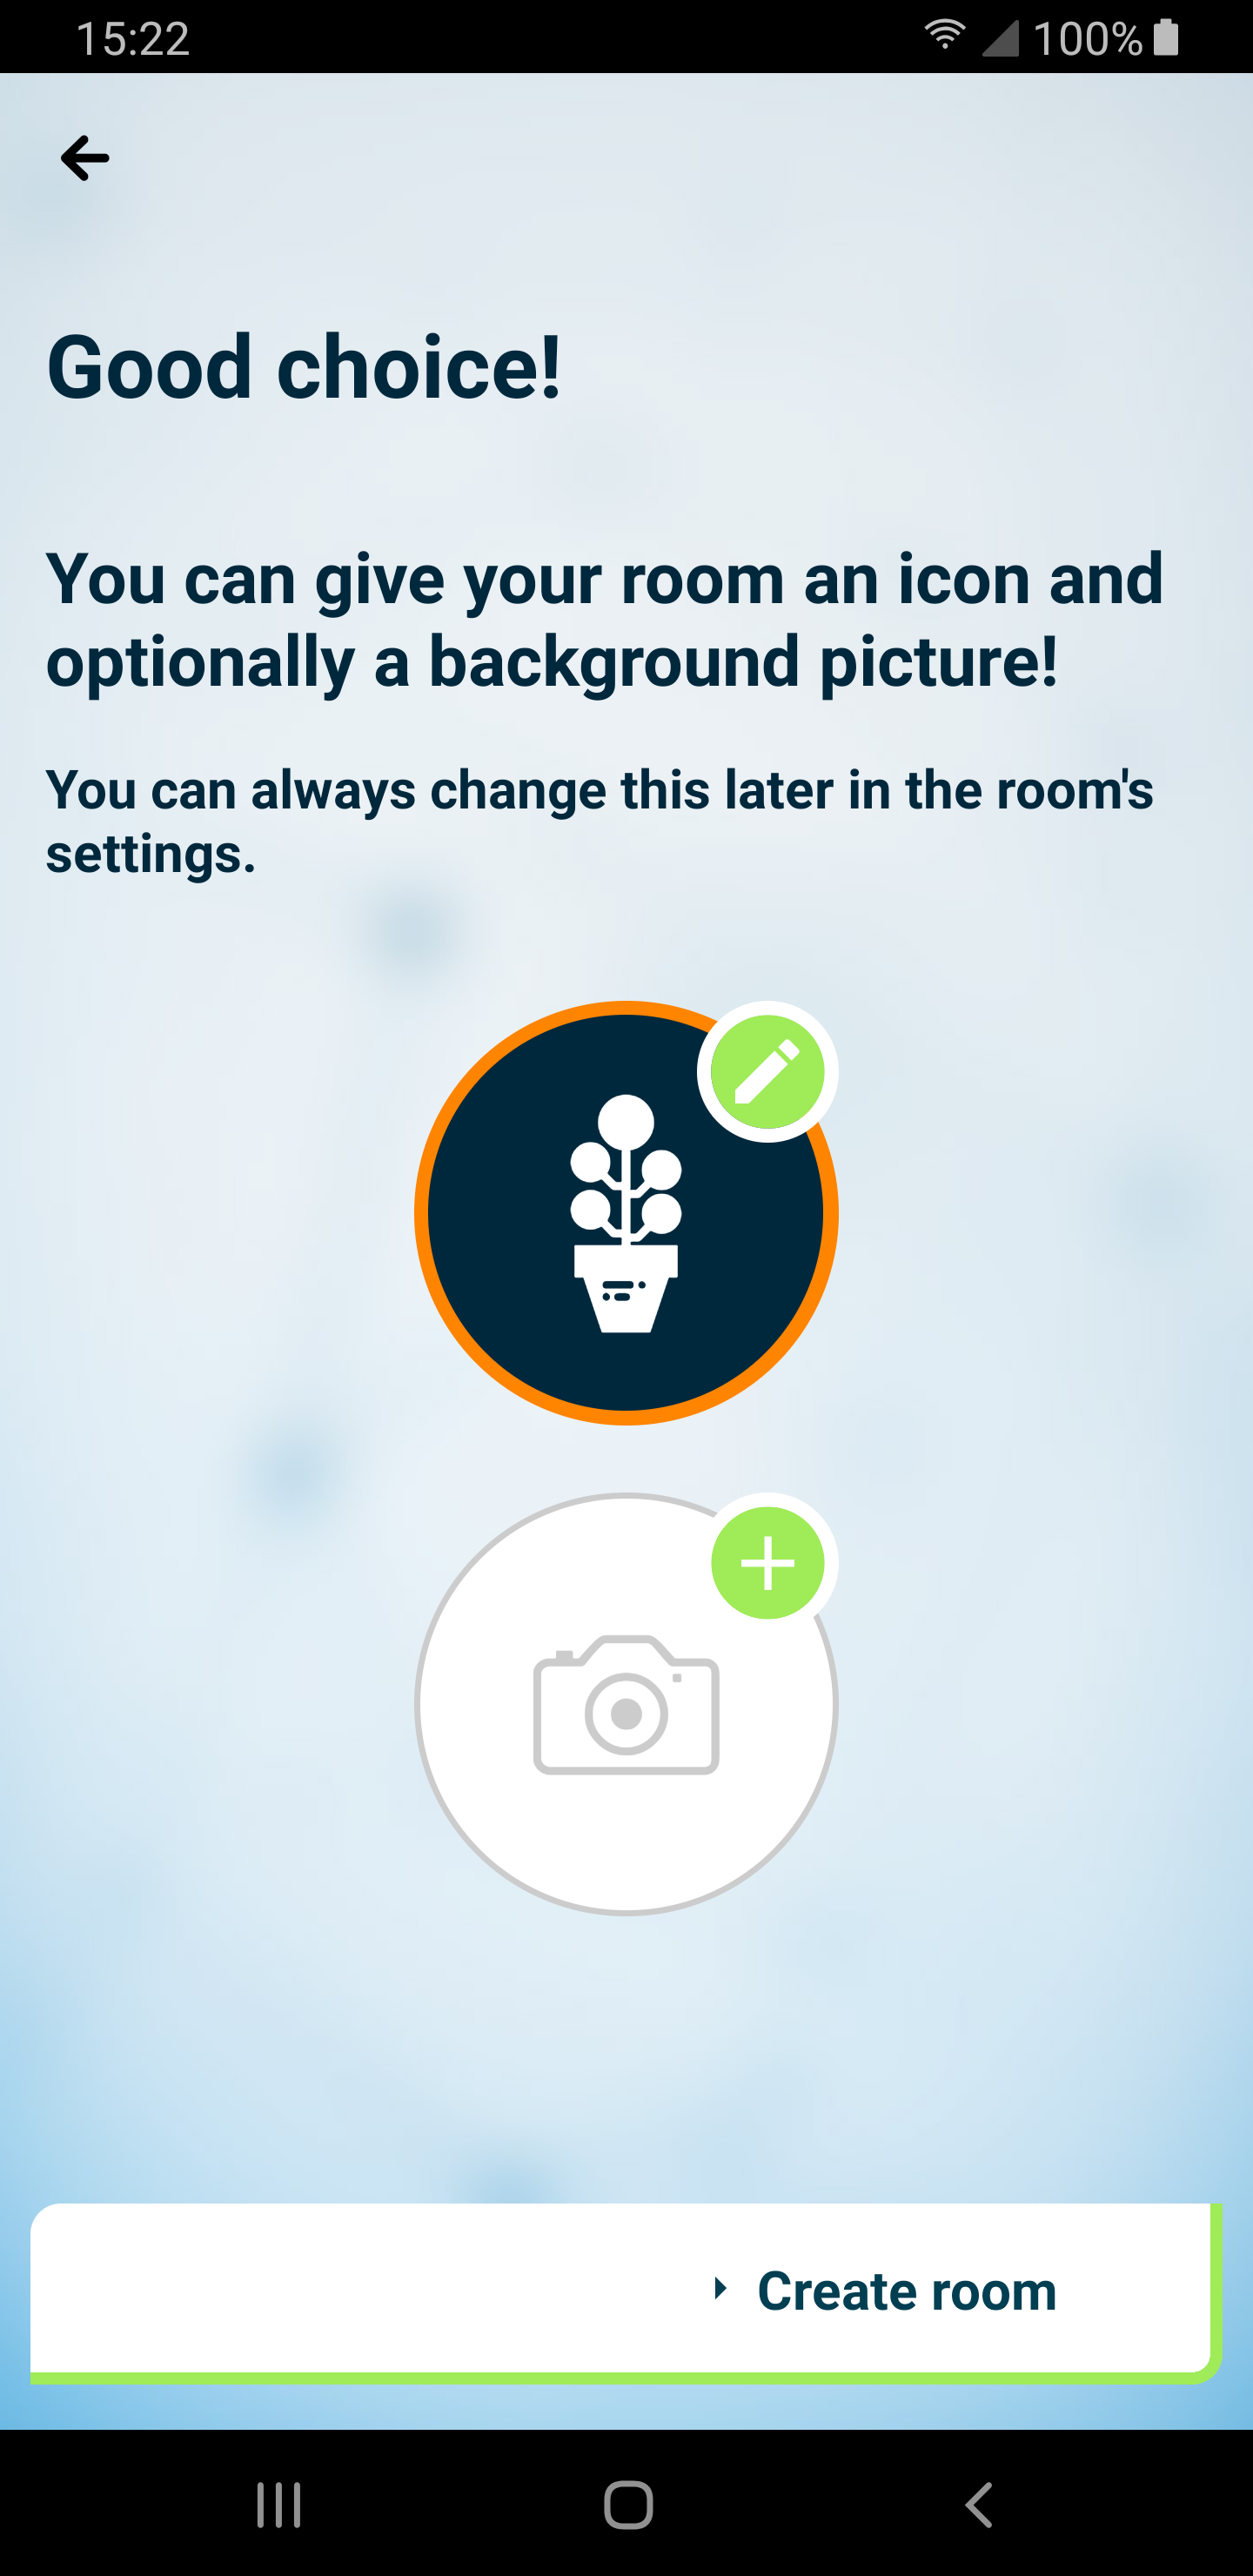 15:22
100%
Good choice!
You can give your room an icon and
optionally a background picture!
You can always change this later in the room's
settings.
Create room